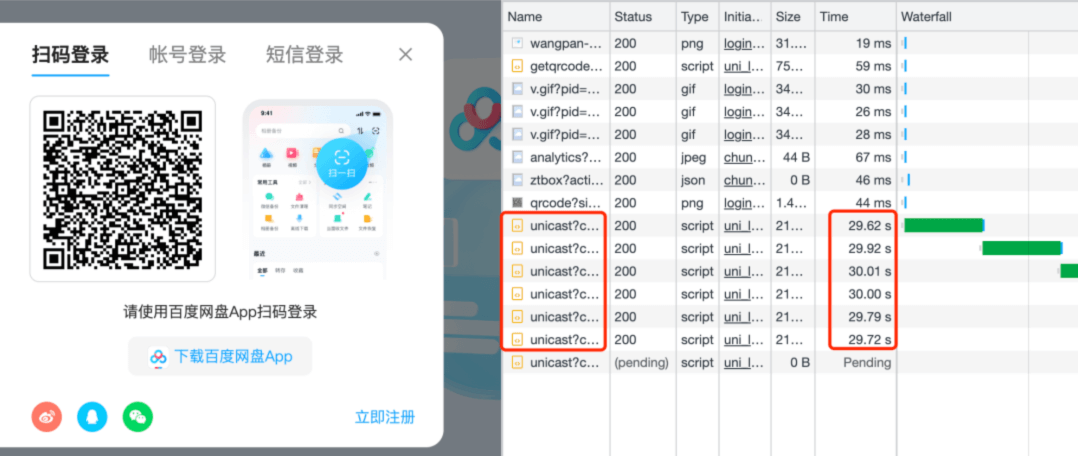 扫码登录 帐号登录 短信登录
9:41
扫一扫
常用工具
最近
全部
请使用百度网盘App扫码登录
下载百度网盘App
立即注册
Name Status Type Initia... Size Time Waterfall
wangpan-... 200 png login... 31.... 19 ms
getqrcode... 200 script uni_l... 75... 59 ms
v.gif?pid=... 200 gif login... 34... 30 ms
v.gif?pid=... 200 gif login... 34... 26 ms
v.gif?pid=... 200 gif login... 34... 28 ms
analytics?... 200 jpeg chun... 44 B 67 ms
ztbox?acti... 200 json chun... 0 B 46 ms
qrcode?si... 200 png login... 1.4... 44 ms
unicast?c... 200 script uni_l... 21... 29.62 s
unicast?c... 200 script uni_l... 21... 29.92 s
unicast?c... 200 script uni_l... 21... 30.01 s
unicast?c... 200 script uni_l... 21... 30.00 s
unicast?c... 200 script uni_l... 21... 29.79 s
unicast?c... 200 script uni_l... 21... 29.72 s
unicast?c... (pending) script uni_l... 0 B Pending